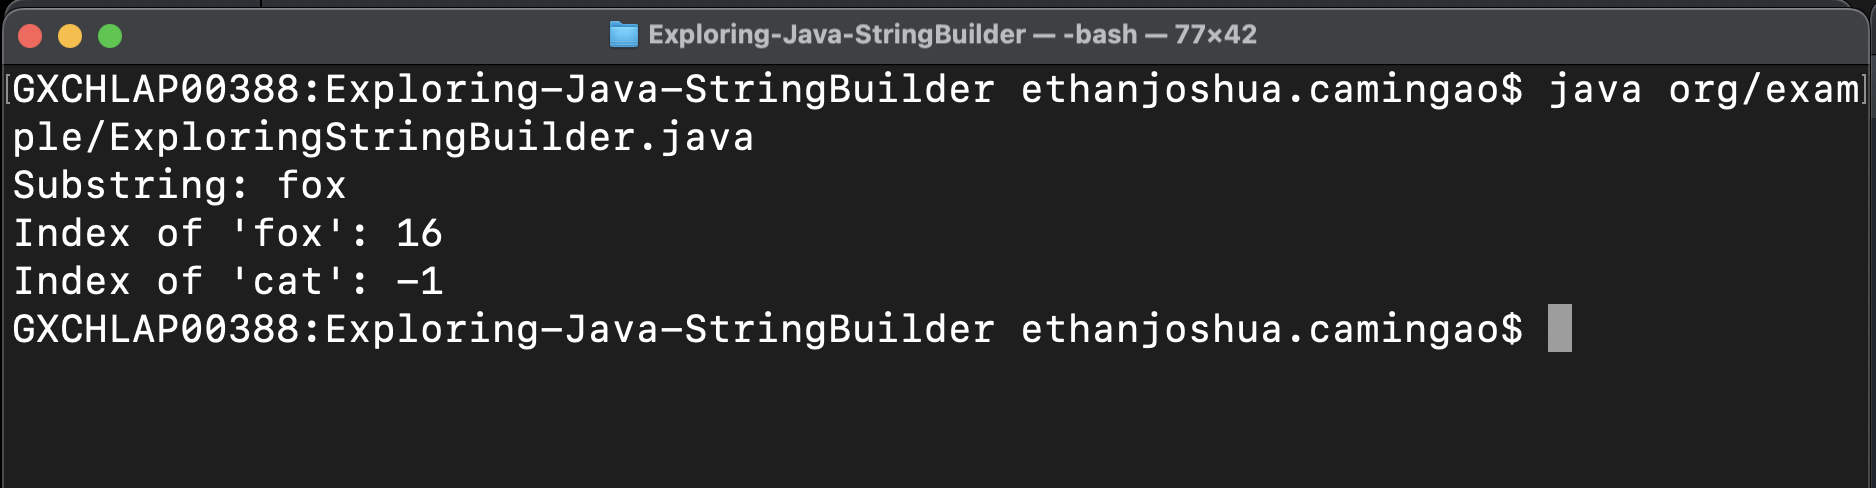 Exploring-Java-StringBuilder — -bash — 77×42
[GXCHLAP00388:Exploring-Java-StringBuilder ethanjoshua.camingao$ java org/exam]
ple/ExploringStringBuilder.java
Substring: fox
Index of 'fox': 16
Index of 'cat': -1
GXCHLAP00388:Exploring-Java-StringBuilder ethanjoshua.camingao$